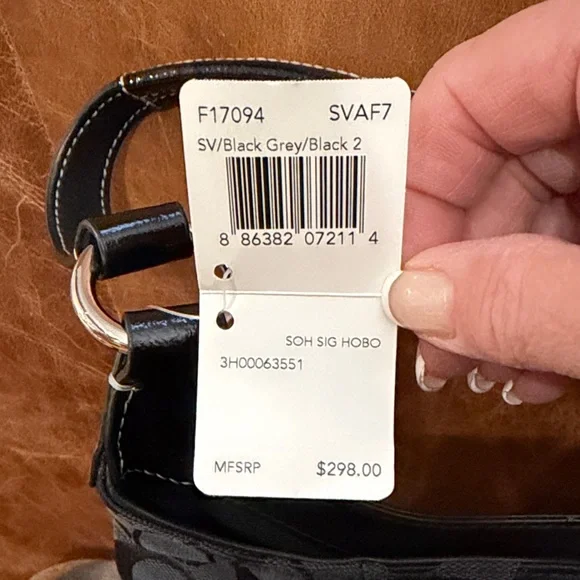 F17094 SVAF7
SV/Black Grey/Black 2
8 86382 07211 4
SOH SIG HOBO
3H00063551
MFSRP $298.00